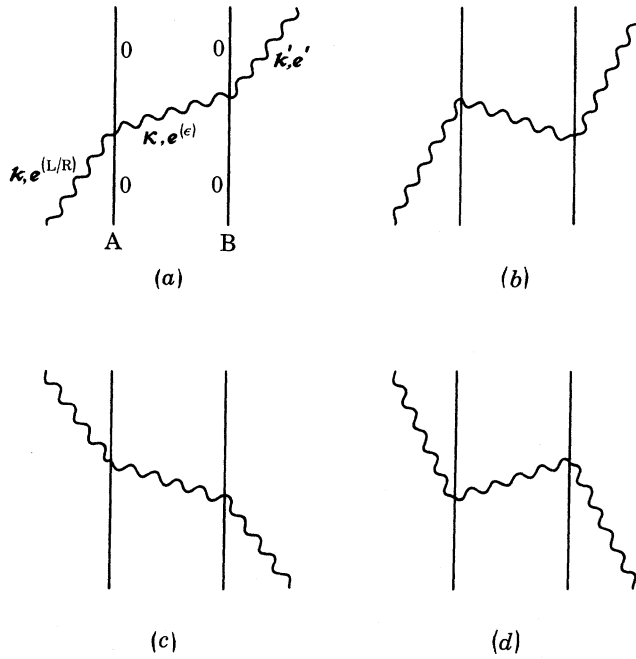 0 0
k′, e′
κ, e^(ϵ)
k, e^(L/R)
0 0
A B
(a)
(b)
(c)
(d)